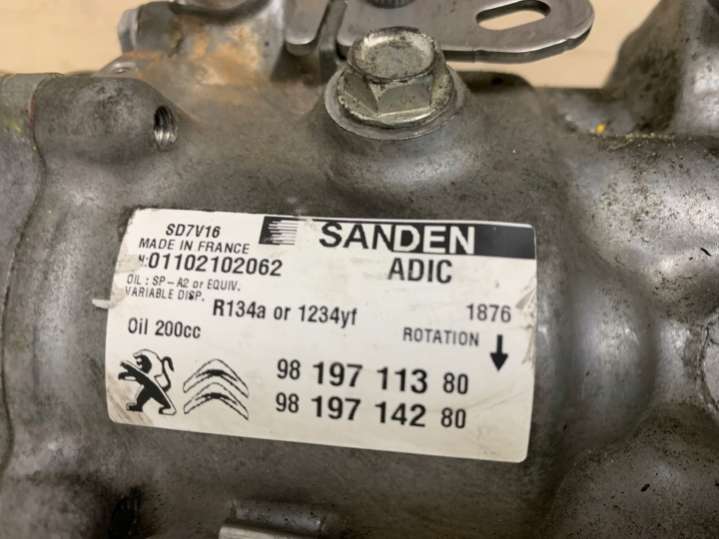 SD7V16
MADE IN FRANCE
SANDEN
N: 01102102062
ADIC
OIL : SP-A2 or EQUIV.
VARIABLE DISP.
R134a or 1234yf
1876
Oil 200cc
ROTATION
98 197 113 80
98 197 142 80